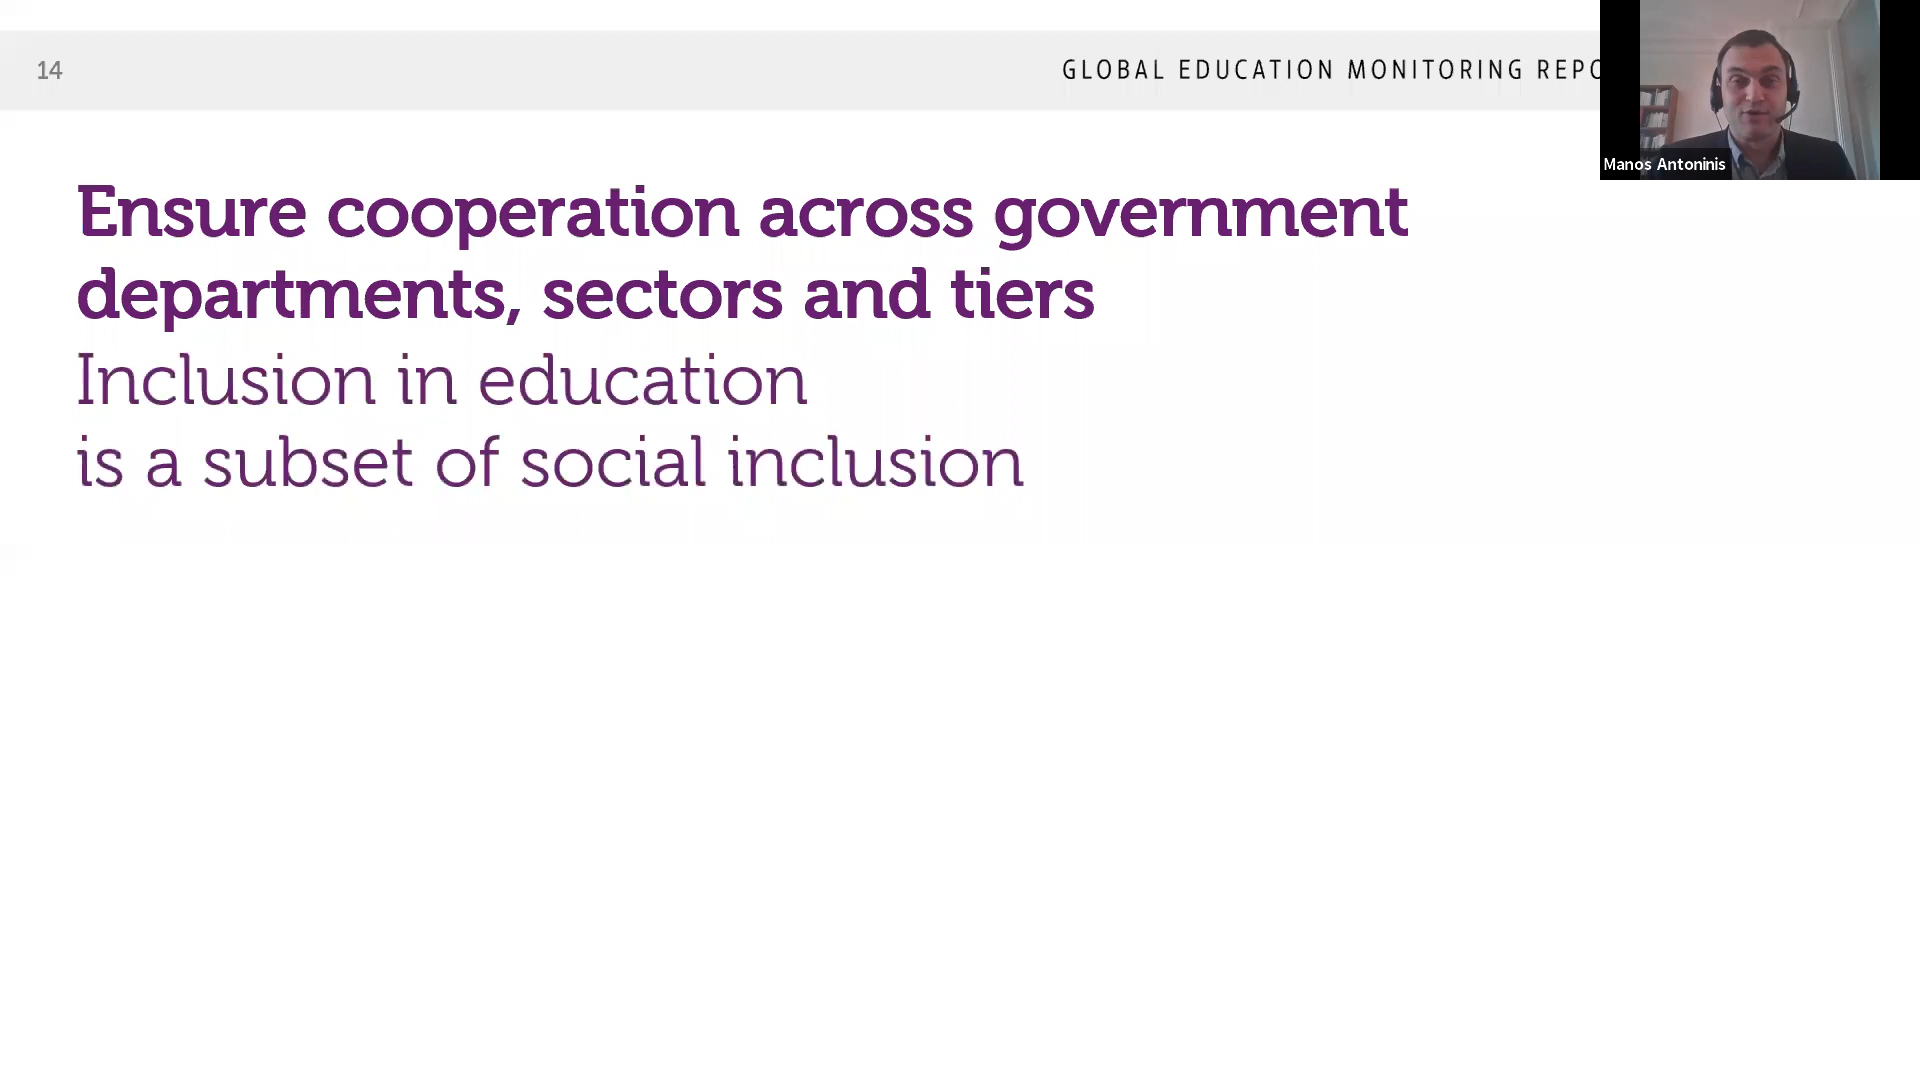 14
GLOBAL EDUCATION MONITORING REPO
Manos Antoninis
Ensure cooperation across government
departments, sectors and tiers
Inclusion in education
is a subset of social inclusion